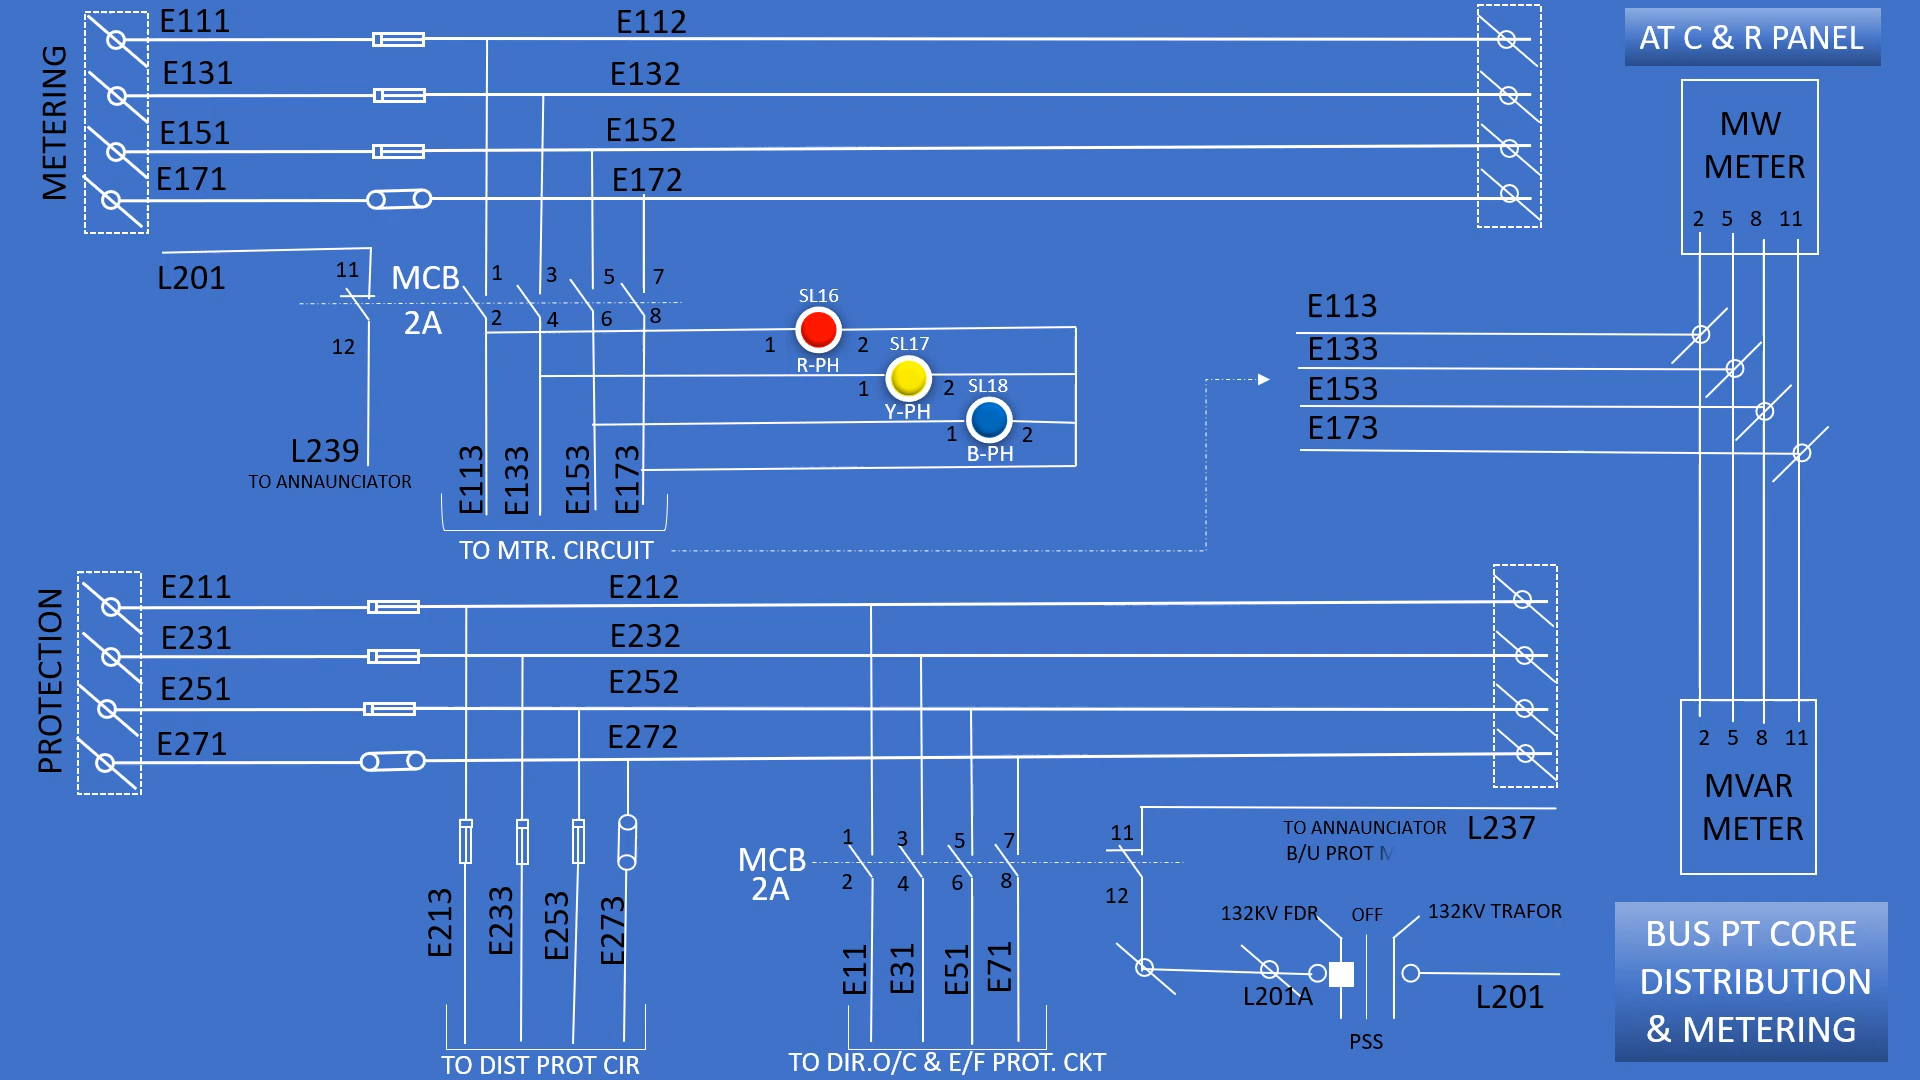 METERING
E111
E112
E131
E132
E151
E152
E171
E172
AT C & R PANEL
MW
METER
2 5 8 11
L201
11
12
MCB
2A
1
2
3
4
5
6
7
8
SL16
1 2
R-PH
SL17
1 2
Y-PH
SL18
1 2
B-PH
L239
TO ANNAUNCIATOR
E113
E133
E153
E173
TO MTR. CIRCUIT
E113
E133
E153
E173
PROTECTION
E211
E212
E231
E232
E251
E252
E271
E272
E213
E233
E253
E273
TO DIST PROT CIR
MCB
2A
1
2
3
4
5
6
7
8
11
12
E11
E31
E51
E71
TO DIR.O/C & E/F PROT. CKT
TO ANNAUNCIATOR
B/U PROT M
L237
132KV FDR
OFF
132KV TRAFOR
L201A
L201
PSS
2 5 8 11
MVAR
METER
BUS PT CORE
DISTRIBUTION
& METERING